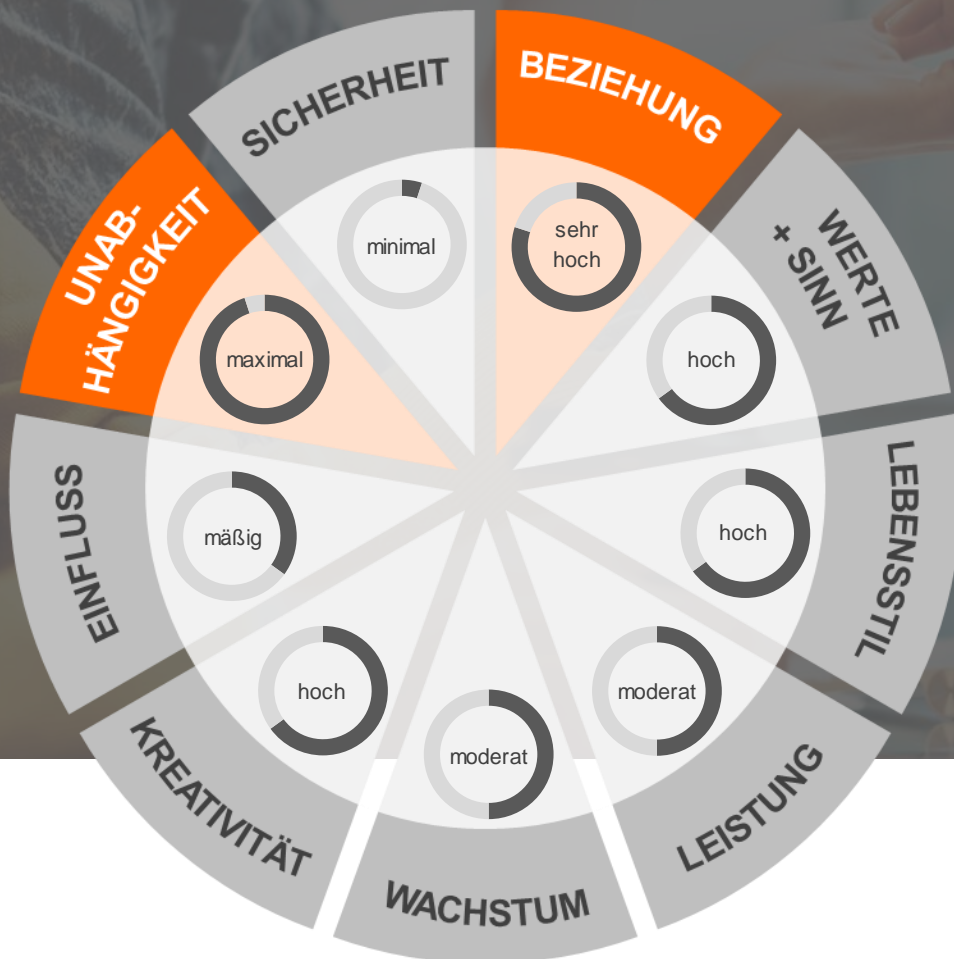 SICHERHEIT
minimal
BEZIEHUNG
sehr
hoch
WERTE
+ SINN
hoch
LEBENSSTIL
hoch
LEISTUNG
moderat
WACHSTUM
moderat
KREATIVITÄT
hoch
EINFLUSS
mäßig
UNAB-
HÄNGIGKEIT
maximal